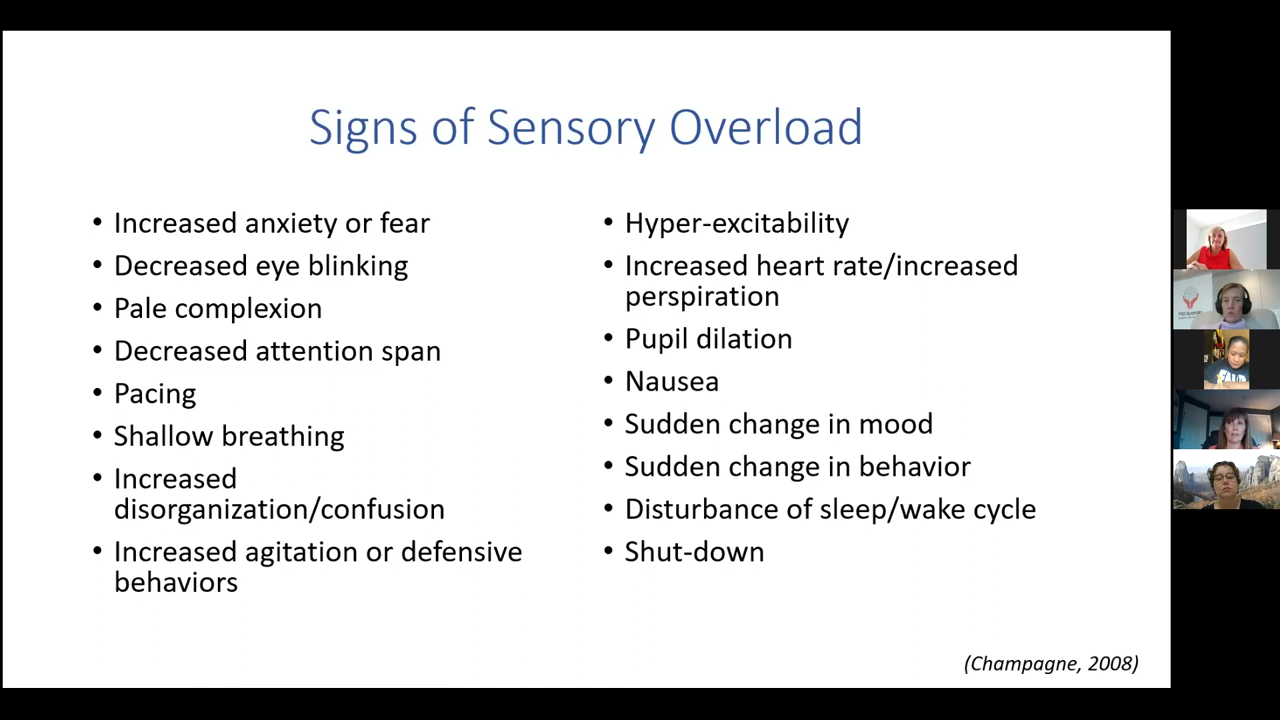 Signs of Sensory Overload
• Increased anxiety or fear
• Decreased eye blinking
• Pale complexion
• Decreased attention span
• Pacing
• Shallow breathing
• Increased
disorganization/confusion
• Increased agitation or defensive
behaviors
• Hyper-excitability
• Increased heart rate/increased
perspiration
• Pupil dilation
• Nausea
• Sudden change in mood
• Sudden change in behavior
• Disturbance of sleep/wake cycle
• Shut-down
(Champagne, 2008)